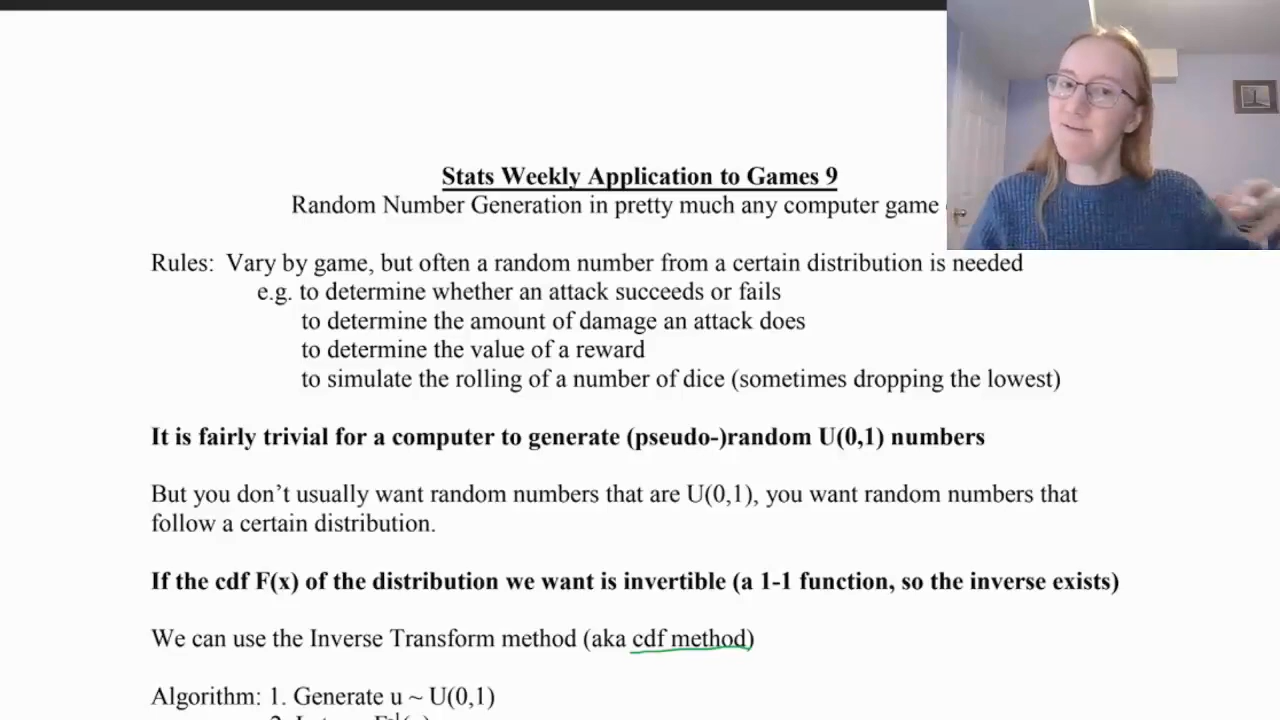 Stats Weekly Application to Games 9
Random Number Generation in pretty much any computer game
Rules: Vary by game, but often a random number from a certain distribution is needed
e.g. to determine whether an attack succeeds or fails
to determine the amount of damage an attack does
to determine the value of a reward
to simulate the rolling of a number of dice (sometimes dropping the lowest)
It is fairly trivial for a computer to generate (pseudo-)random U(0,1) numbers
But you don’t usually want random numbers that are U(0,1), you want random numbers that
follow a certain distribution.
If the cdf F(x) of the distribution we want is invertible (a 1-1 function, so the inverse exists)
We can use the Inverse Transform method (aka cdf method)
Algorithm: 1. Generate u ~ U(0,1)